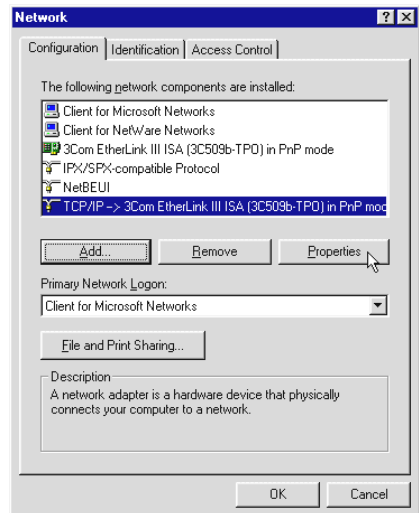 Network
Configuration Identification Access Control
The following network components are installed:
Client for Microsoft Networks
Client for NetWare Networks
3Com EtherLink III ISA (3C509b-TPO) in PnP mode
IPX/SPX-compatible Protocol
NetBEUI
TCP/IP -> 3Com EtherLink III ISA (3C509b-TPO) in PnP moc
Add... Remove Properties
Primary Network Logon:
Client for Microsoft Networks
File and Print Sharing...
Description
A network adapter is a hardware device that physically
connects your computer to a network.
OK Cancel